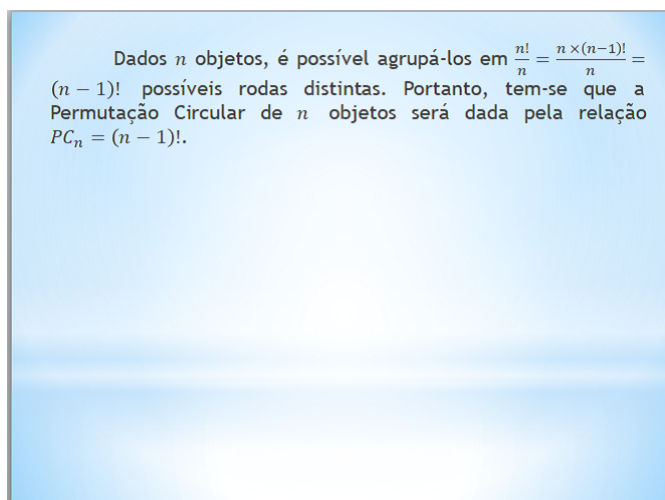 Dados n objetos, é possível agrupá-los em n!/n = n×(n−1)!/n =
(n − 1)! possíveis rodas distintas. Portanto, tem-se que a
Permutação Circular de n objetos será dada pela relação
PCₙ = (n − 1)!.